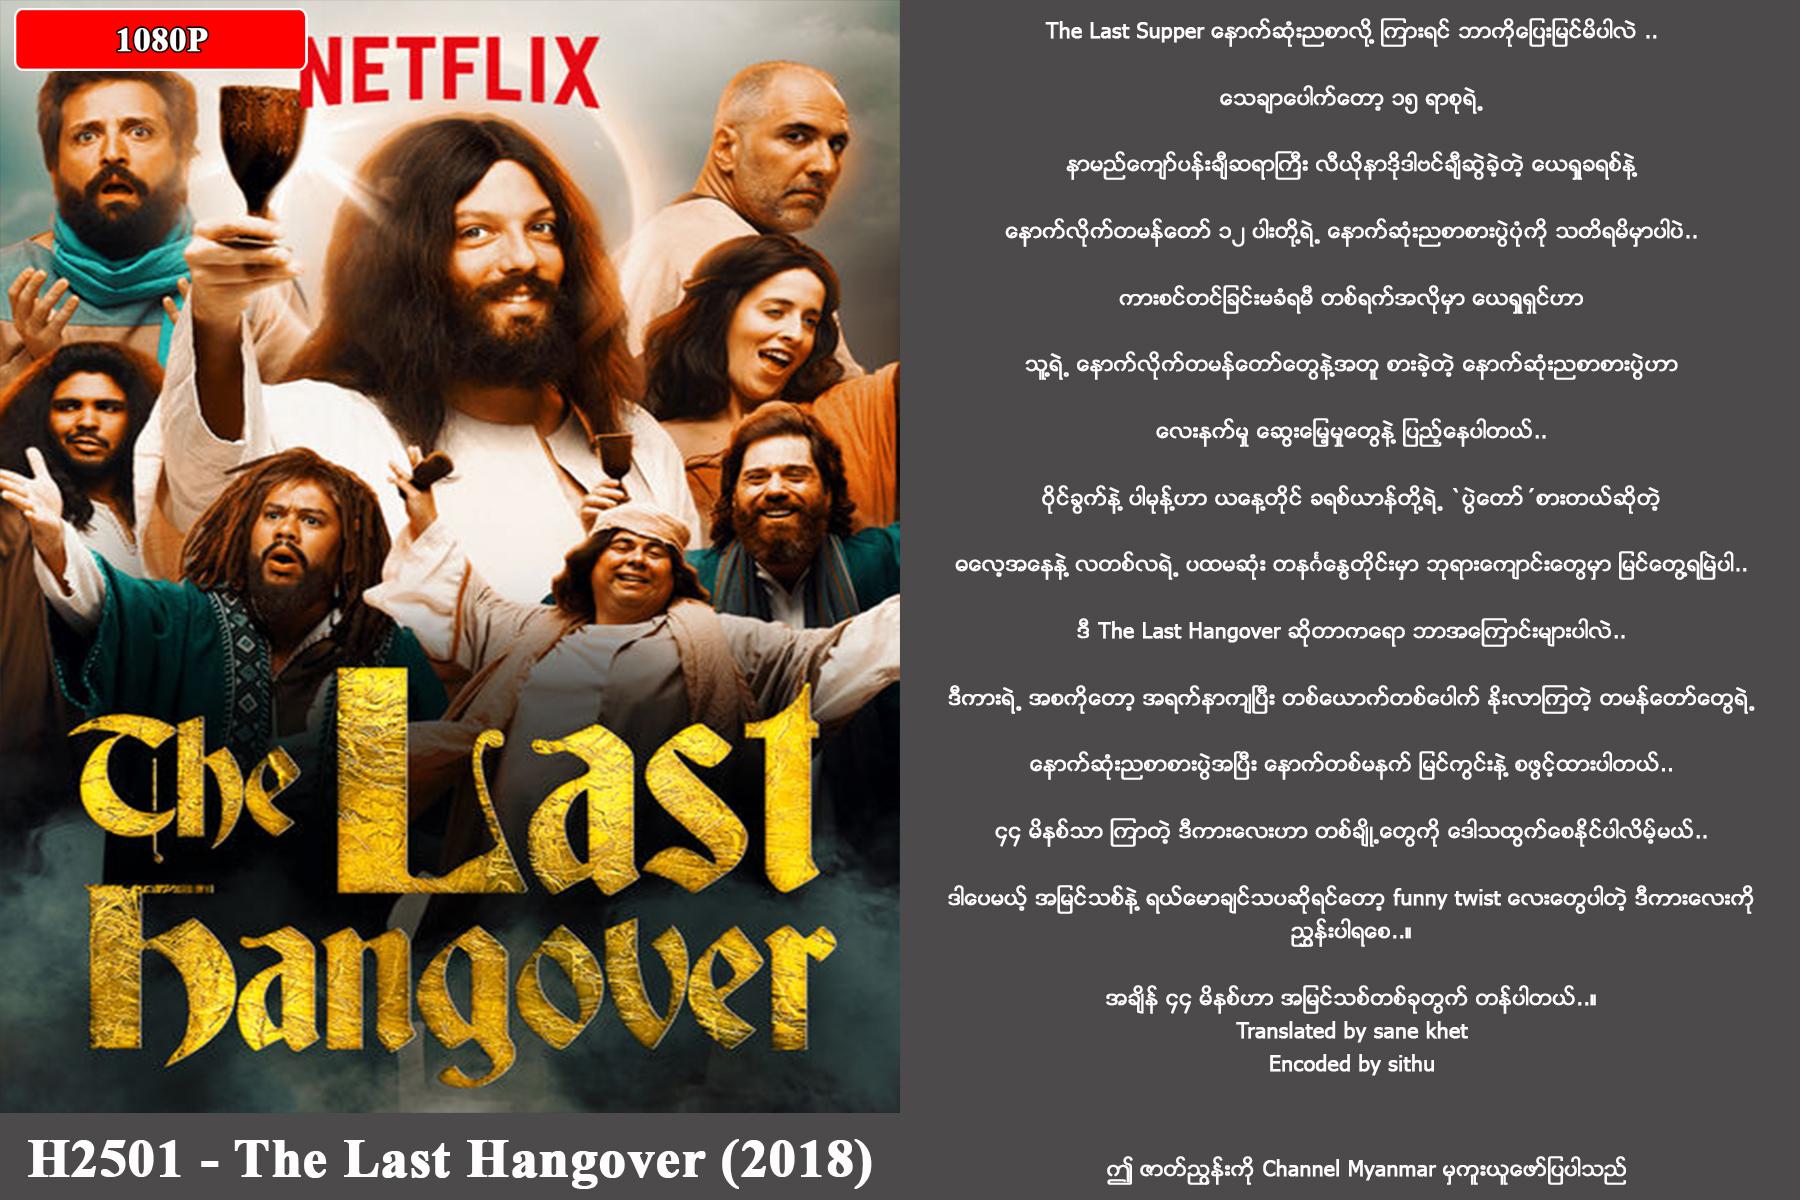 1080P
NETFLIX
The Last
Hangover
H2501 - The Last Hangover (2018)
The Last Supper နောက်ဆုံးညစာလို့ ကြားရင် ဘာကိုပြေးမြင်မိပါလဲ ..
သေချာပေါက်တော့ ၁၅ ရာစုရဲ့
နာမည်ကျော်ပန်းချီဆရာကြီး လီယိုနာဒိုဒါဗင်ချီဆွဲခဲ့တဲ့ ယေရှုခရစ်နဲ့
နောက်လိုက်တမန်တော် ၁၂ ပါးတို့ရဲ့ နောက်ဆုံးညစာစားပွဲပုံကို သတိရမိမှာပါပဲ..
ကားစင်တင်ခြင်းမခံရမီ တစ်ရက်အလိုမှာ ယေရှုရှင်ဟာ
သူ့ရဲ့ နောက်လိုက်တမန်တော်တွေနဲ့အတူ စားခဲ့တဲ့ နောက်ဆုံးညစာစားပွဲဟာ
လေးနက်မှု ဆွေးမြေ့မှုတွေနဲ့ ပြည့်နေပါတယ်..
ဝိုင်ခွက်နဲ့ ပါမုန့်ဟာ ယနေ့တိုင် ခရစ်ယာန်တို့ရဲ့ `ပွဲတော်´စားတယ်ဆိုတဲ့
ဓလေ့အနေနဲ့ လတစ်လရဲ့ ပထမဆုံး တနင်္ဂနွေတိုင်းမှာ ဘုရားကျောင်းတွေမှာ မြင်တွေ့ရမြဲပါ..
ဒီ The Last Hangover ဆိုတာကရော ဘာအကြောင်းများပါလဲ..
ဒီကားရဲ့ အစကိုတော့ အရက်နာကျပြီး တစ်ယောက်တစ်ပေါက် နိုးလာကြတဲ့ တမန်တော်တွေရဲ့
နောက်ဆုံးညစာစားပွဲအပြီး နောက်တစ်မနက် မြင်ကွင်းနဲ့ စဖွင့်ထားပါတယ်..
၄၄ မိနစ်သာ ကြာတဲ့ ဒီကားလေးဟာ တစ်ချို့တွေကို ဒေါသထွက်စေနိုင်ပါလိမ့်မယ်..
ဒါပေမယ့် အမြင်သစ်နဲ့ ရယ်မောချင်သပဆိုရင်တော့ funny twist လေးတွေပါတဲ့ ဒီကားလေးကို
ညွှန်းပါရစေ..။
အချိန် ၄၄ မိနစ်ဟာ အမြင်သစ်တစ်ခုတွက် တန်ပါတယ်..။
Translated by sane khet
Encoded by sithu
ဤ ဇာတ်ညွှန်းကို Channel Myanmar မှကူးယူဖော်ပြပါသည်